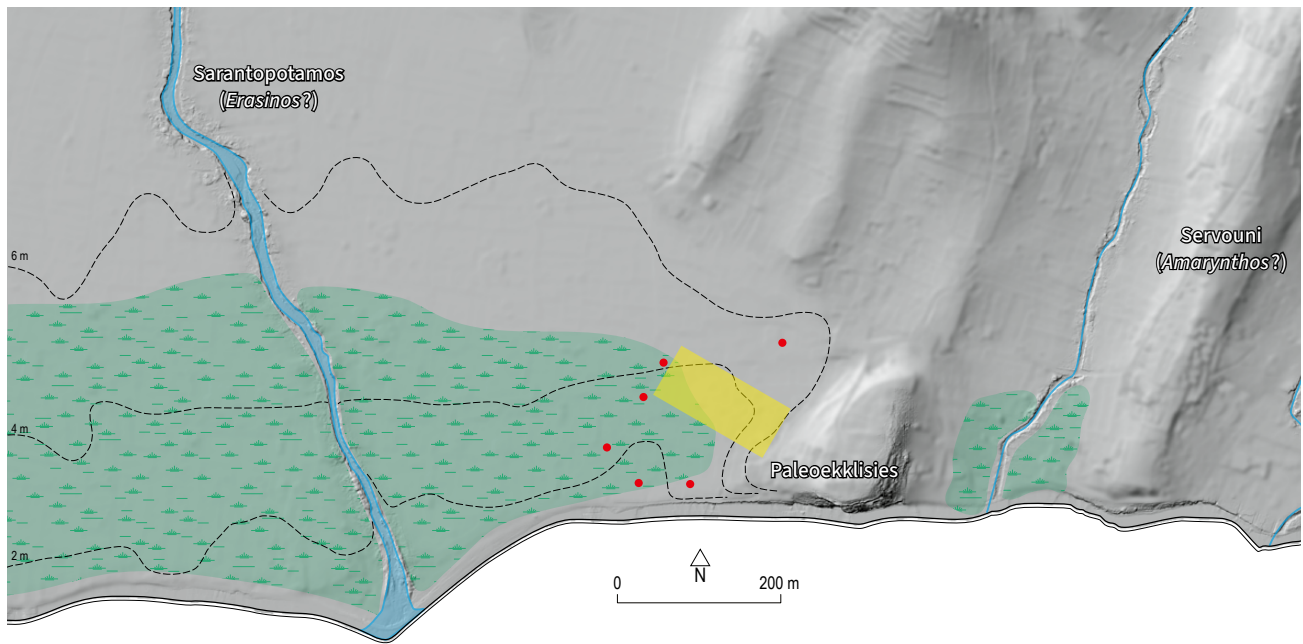 Sarantopotamos
(Erasinos?)
Servouni
(Amarynthos?)
6 m
4 m
Paleoekklisies
2 m
N
0 200 m